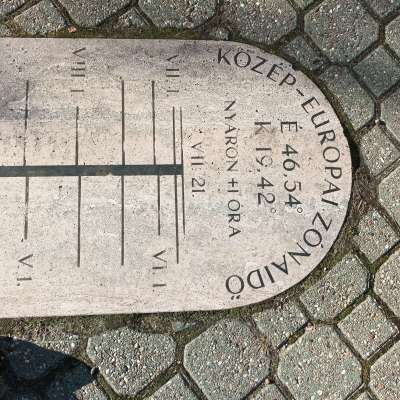 KÖZÉP-EURÓPAI ZÓNAIDŐ
É 46.54°
K 19.42°
NYÁRON +1 ÓRA
VII 21.
VII.1.
VI.1.
VIII.1.
V.1.